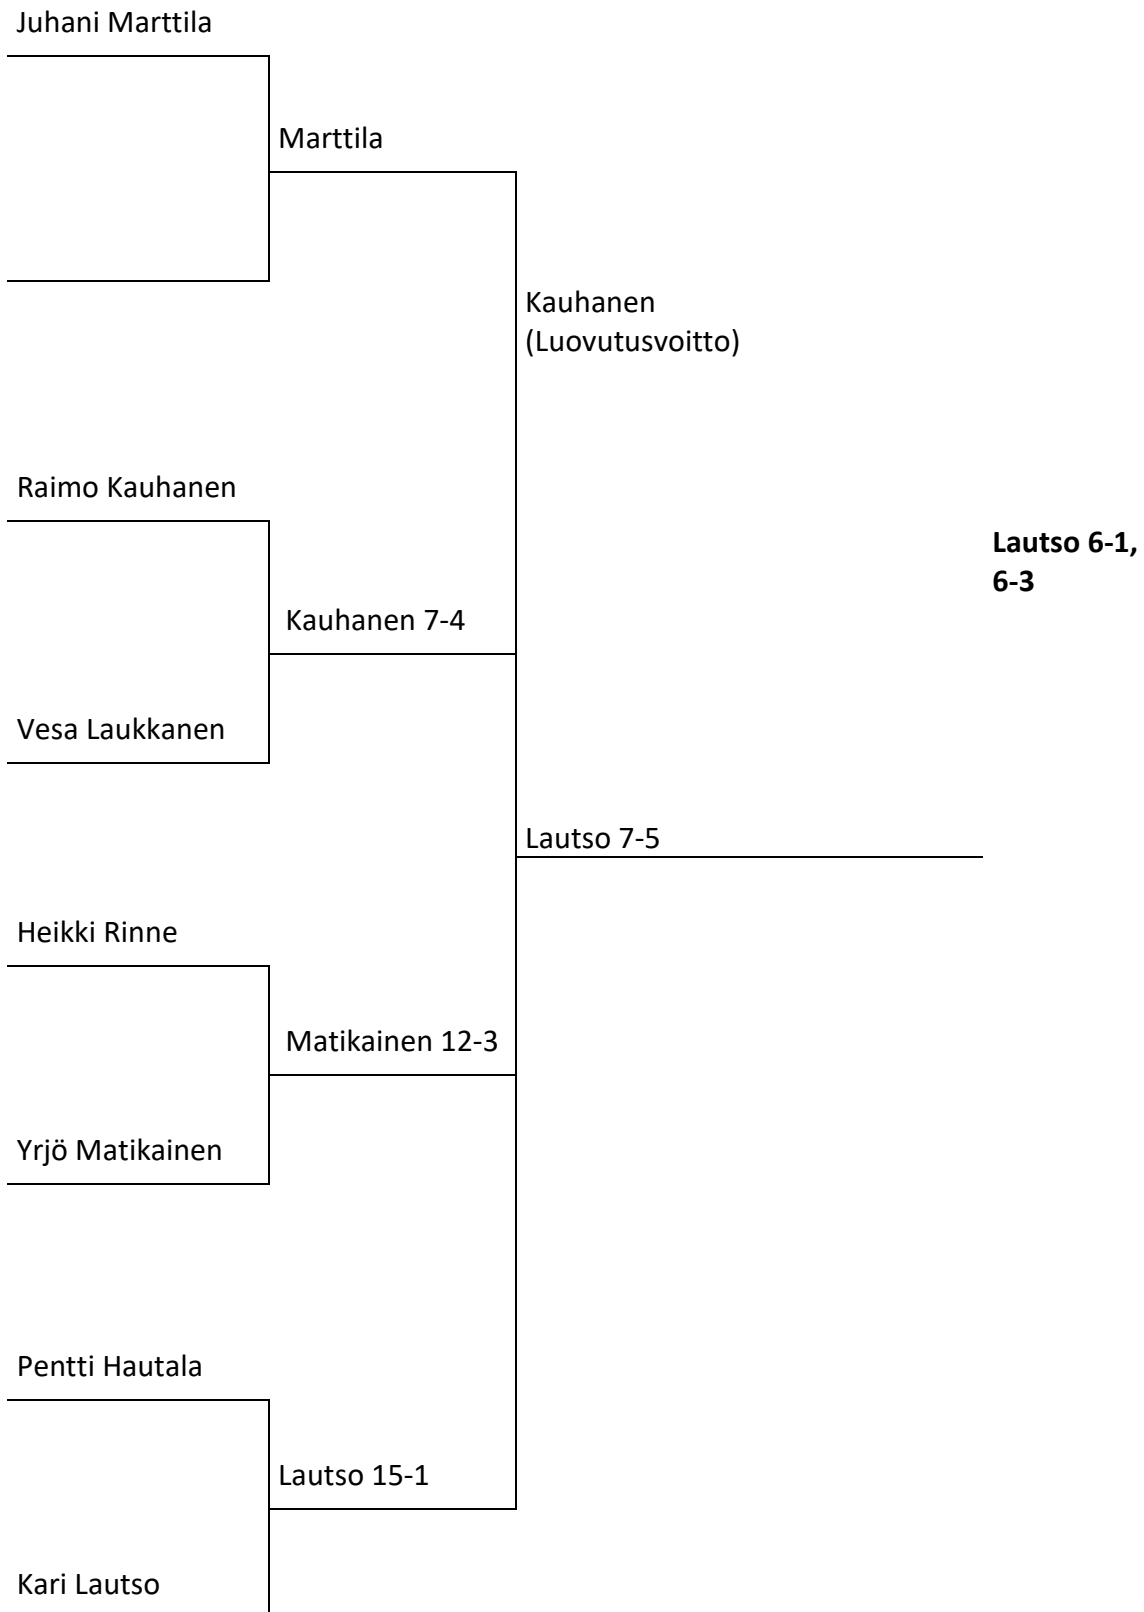 Juhani Marttila
Marttila
Kauhanen
(Luovutusvoitto)
Raimo Kauhanen
Lautso 6-1,
6-3
Kauhanen 7-4
Vesa Laukkanen
Lautso 7-5
Heikki Rinne
Matikainen 12-3
Yrjö Matikainen
Pentti Hautala
Lautso 15-1
Kari Lautso